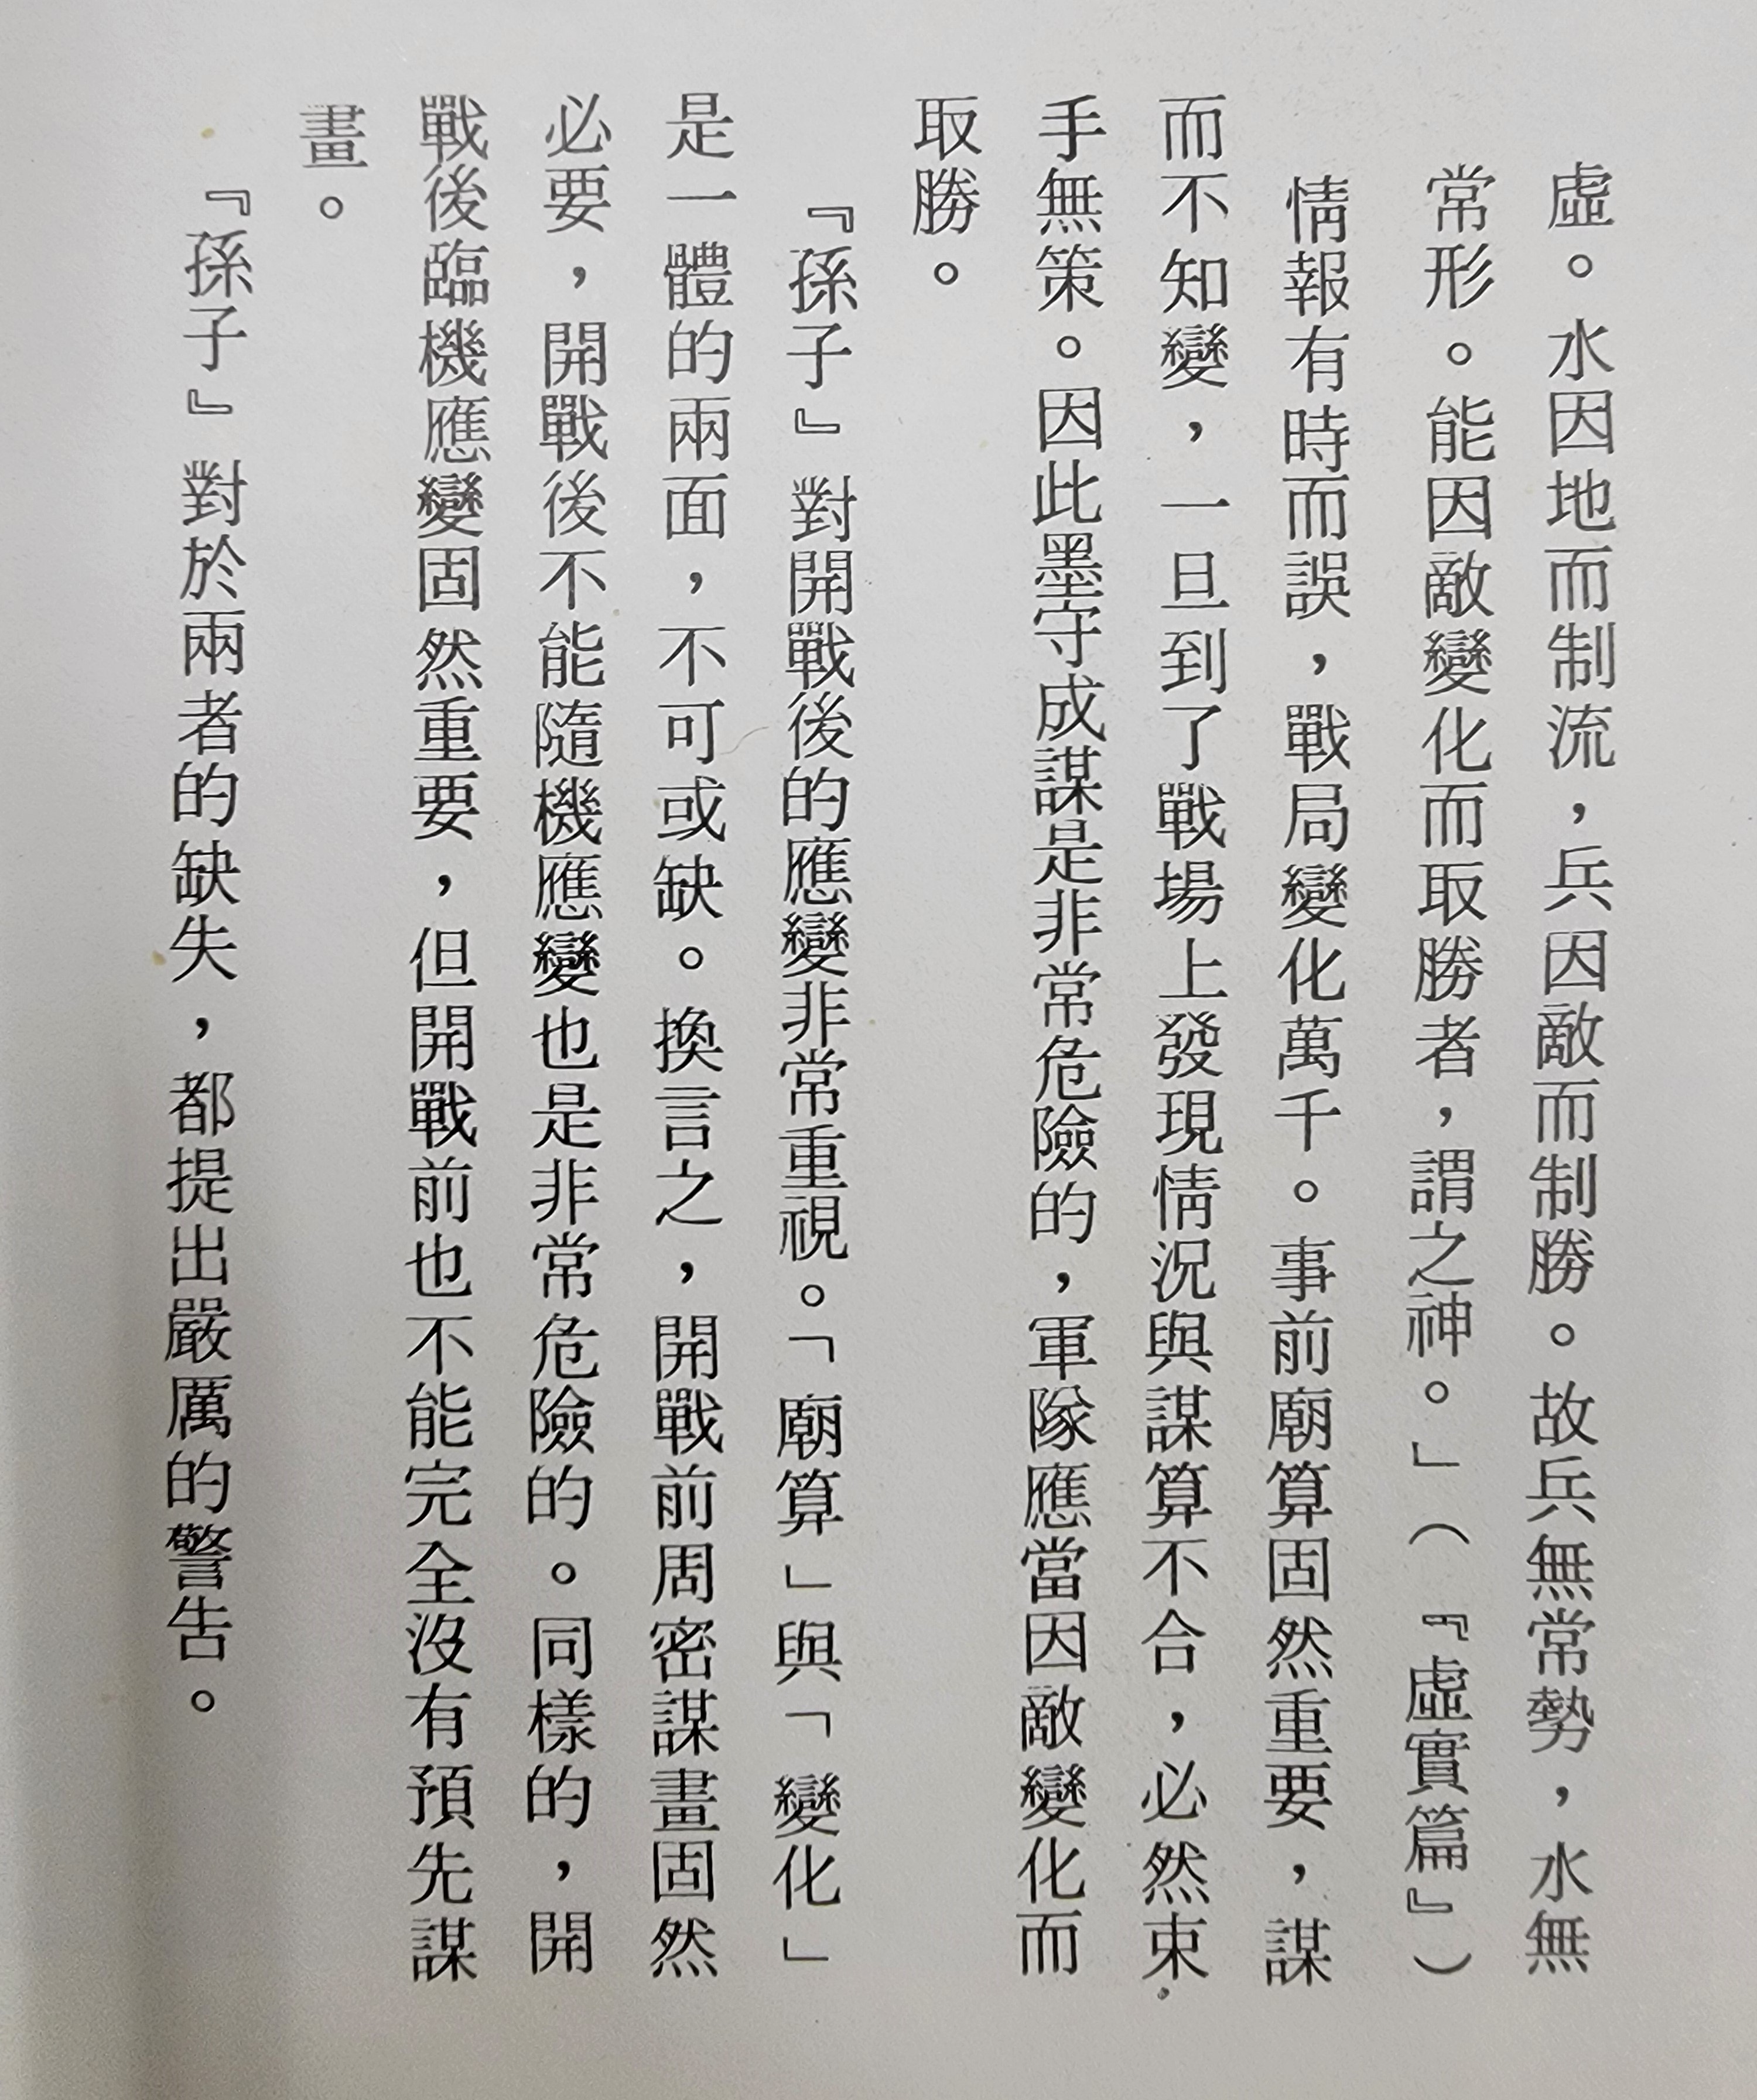 虛。水因地而制流，兵因敵而制勝。故兵無常勢，水無
常形。能因敵變化而取勝者，謂之神。」（『虛實篇』）
情報有時而誤，戰局變化萬千。事前廟算固然重要，謀
而不知變，一旦到了戰場上發現情況與謀算不合，必然束
手無策。因此墨守成謀是非常危險的，軍隊應當因敵變化而
取勝。
『孫子』對開戰後的應變非常重視。「廟算」與「變化」
是一體的兩面，不可或缺。換言之，開戰前周密謀畫固然
必要，開戰後不能隨機應變也是非常危險的。同樣的，開
戰後臨機應變固然重要，但開戰前也不能完全沒有預先謀
畫。
『孫子』對於兩者的缺失，都提出嚴厲的警告。